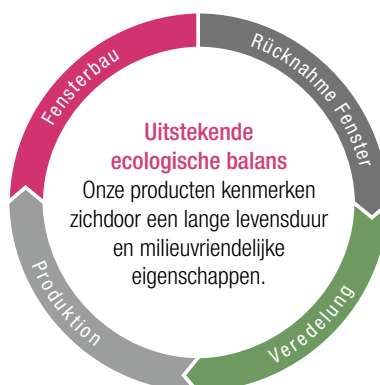 Fensterbau
Rücknahme Fenster
Uitstekende
ecologische balans
Onze producten kenmerken
zichdoor een lange levensduur
en milieuvriendelijke
eigenschappen.
Produktion
Veredelung